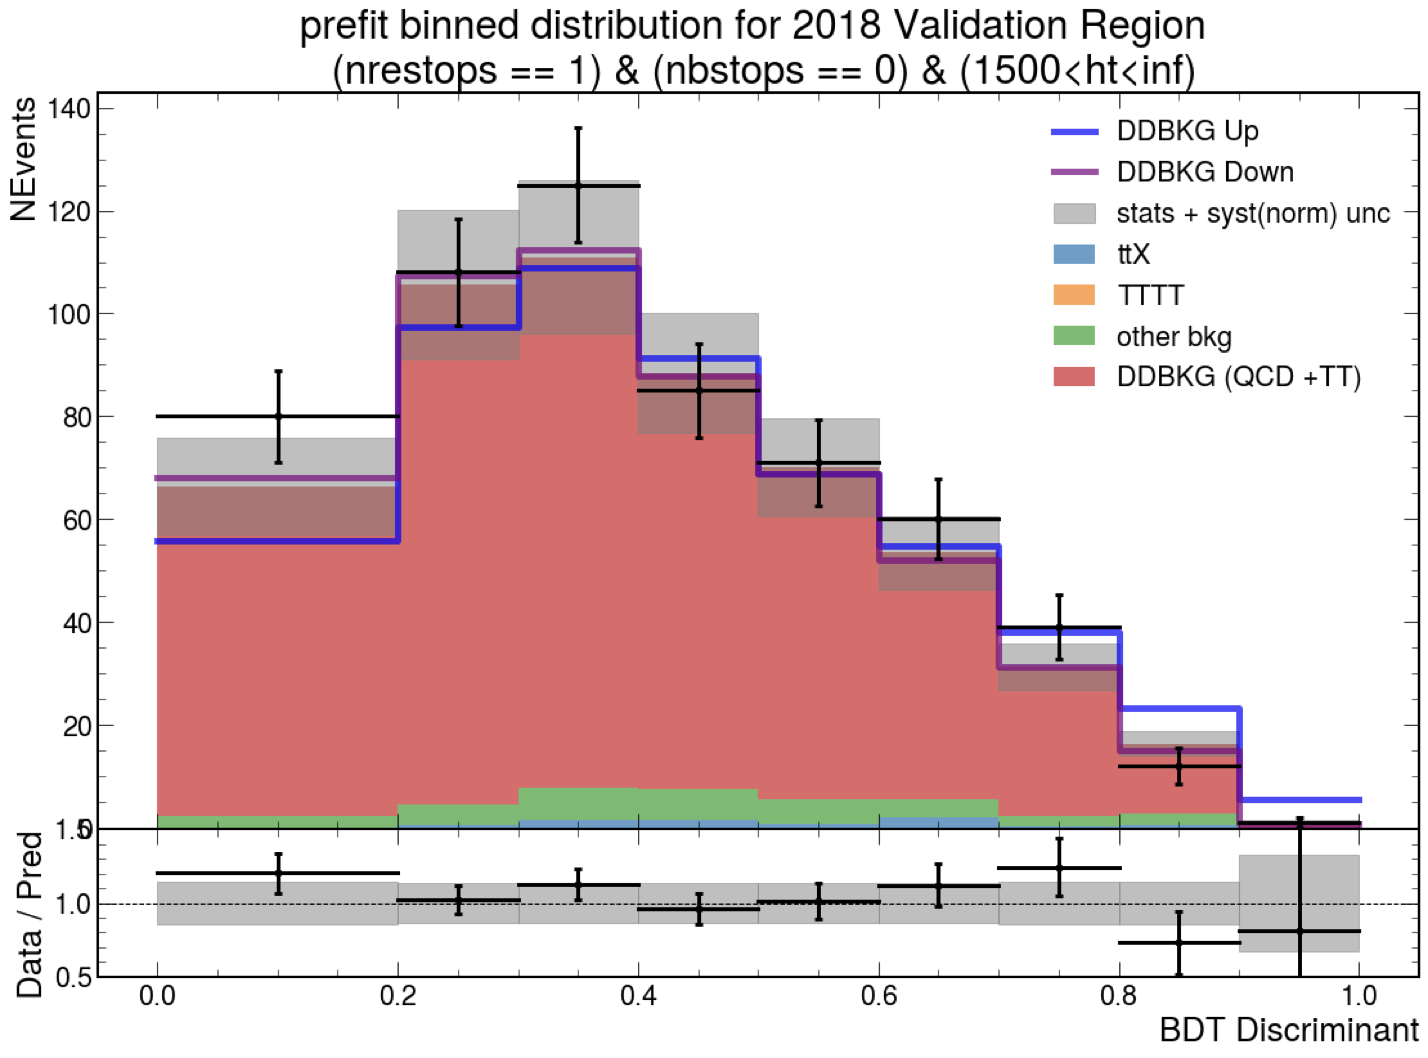 prefit binned distribution for 2018 Validation Region
(nrestops == 1) & (nbstops == 0) & (1500<ht<inf)
NEvents
140
120
100
80
60
40
20
0
DDBKG Up
DDBKG Down
stats + syst(norm) unc
ttX
TTTT
other bkg
DDBKG (QCD +TT)
Data / Pred
1.5
1.0
0.5
0.0 0.2 0.4 0.6 0.8 1.0
BDT Discriminant